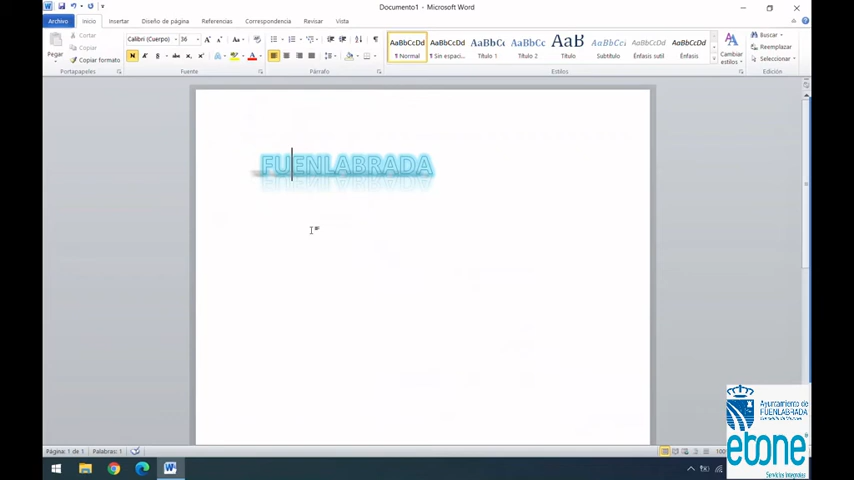 Documento1 - Microsoft Word
Archivo Inicio Insertar Diseño de página Referencias Correspondencia Revisar Vista
Pegar
Cortar
Copiar
Copiar formato
Portapapeles
Calibri (Cuerpo) 36
Fuente
Párrafo
AaBbCcDd AaBbCcDd AaBbCc AaBbCc AaB AaBbCcI AaBbCcDd AaBbCcDd
¶ Normal ¶ Sin espaci... Título 1 Título 2 Título Subtítulo Énfasis sutil Énfasis
Estilos
Cambiar
estilos
Buscar
Reemplazar
Seleccionar
Edición
FUENLABRADA
Página: 1 de 1 Palabras: 1
Ayuntamiento de
FUENLABRADA
ebone
Servicios Integrales